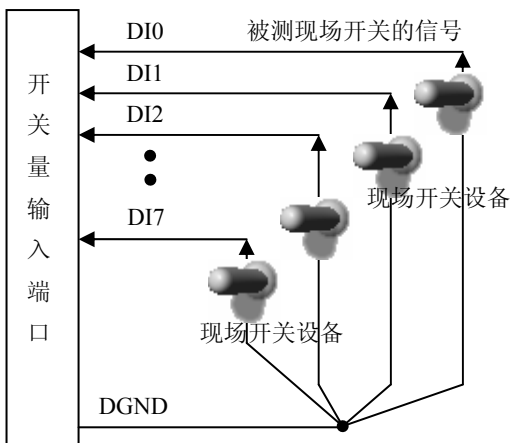 DI0 被测现场开关的信号
DI1
DI2
现场开关设备
DI7
现场开关设备
DGND
开关量输入端口